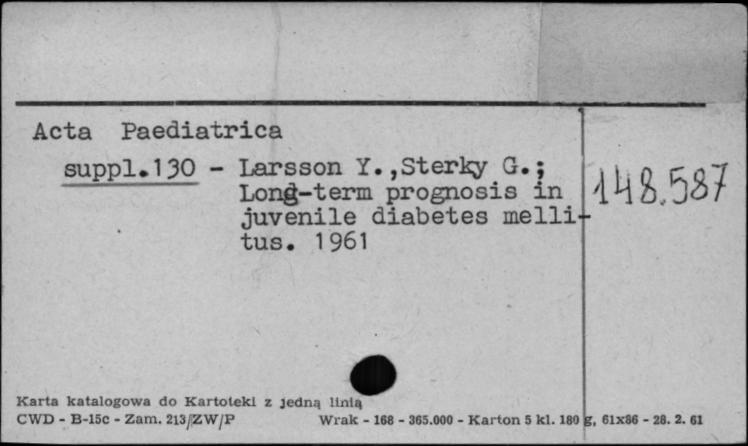 Acta Paediatrica
suppl.130 - Larsson Y.,Sterky G.;
Long-term prognosis in
148.587
juvenile diabetes melli-
tus. 1961
Karta katalogowa do Kartoteki z jedną linią
CWD - B-15c - Zam. 213/ZW/P Wrak - 168 - 365.000 - Karton 5 kl. 180 g, 61x86 - 28. 2. 61